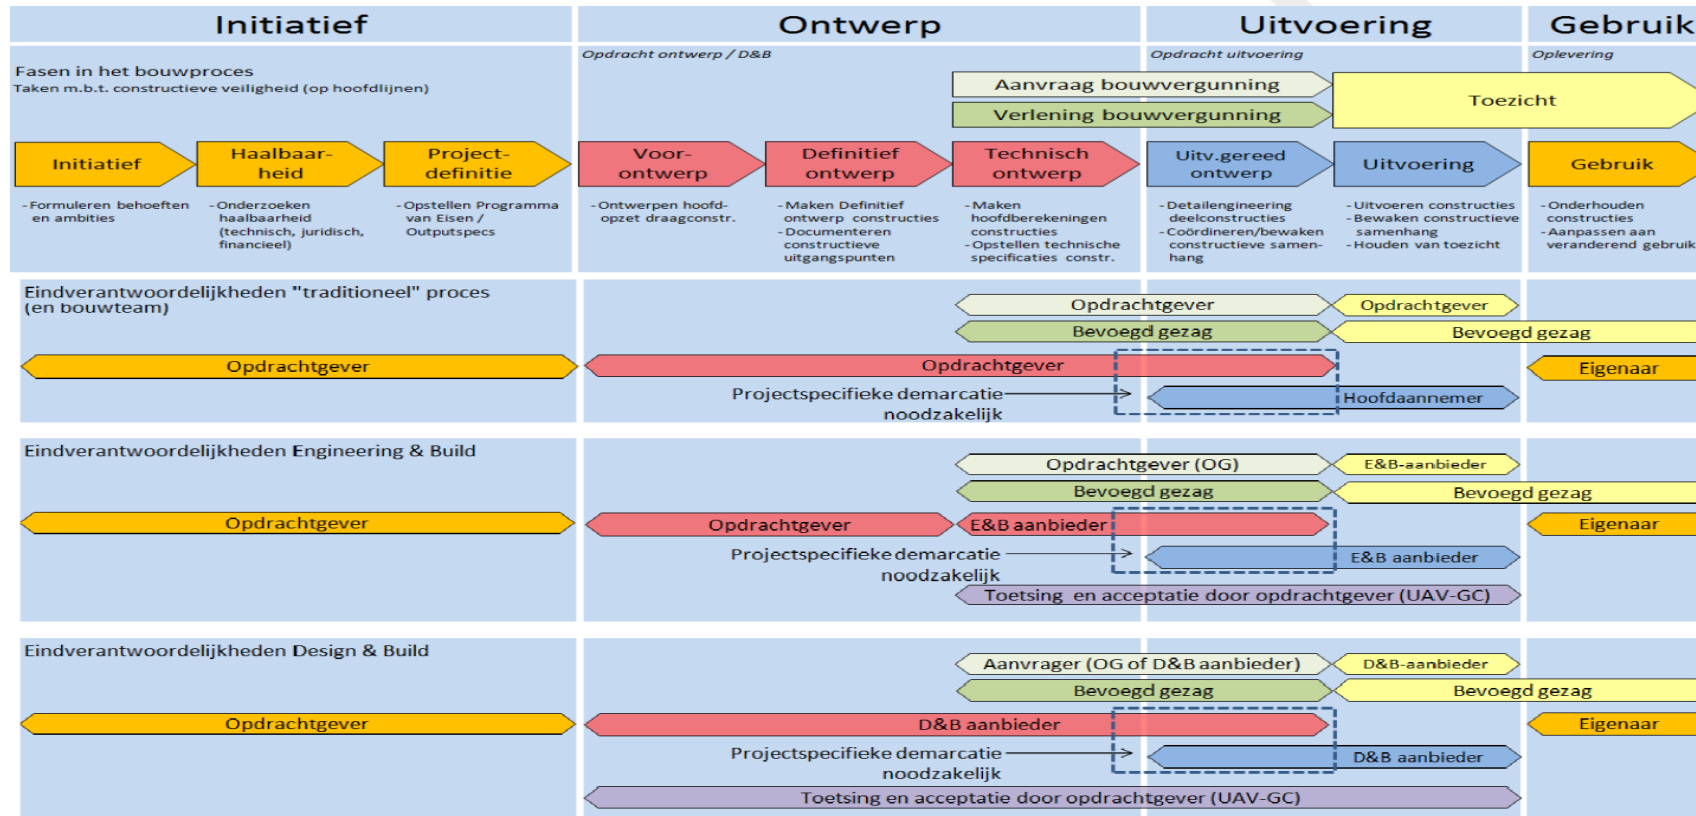 Initiatief
Ontwerp
Uitvoering
Gebruik
Opdracht ontwerp / D&B
Opdracht uitvoering
Oplevering
Fasen in het bouwproces
Taken m.b.t. constructieve veiligheid (op hoofdlijnen)
Aanvraag bouwvergunning
Verlening bouwvergunning
Toezicht
Initiatief
Haalbaar-
heid
Project-
definitie
Voor-
ontwerp
Definitief
ontwerp
Technisch
ontwerp
Uitv.gereed
ontwerp
Uitvoering
Gebruik
-Formuleren behoeften
en ambities
-Onderzoeken
haalbaarheid
(technisch, juridisch,
financieel)
-Opstellen Programma
van Eisen /
Outputspecs
-Ontwerpen hoofd-
opzet draagconstr.
-Maken Definitief
ontwerp constructies
-Documenteren
constructieve
uitgangspunten
-Maken
hoofdberekeningen
constructies
-Opstellen technische
specificaties constr.
-Detailengineering
deelconstructies
-Coördineren/bewaken
constructieve samen-
hang
-Uitvoeren constructies
-Bewaken constructieve
samenhang
-Houden van toezicht
-Onderhouden
constructies
-Aanpassen aan
veranderend gebruik
Eindverantwoordelijkheden "traditioneel" proces
(en bouwteam)
Opdrachtgever
Opdrachtgever
Bevoegd gezag
Bevoegd gezag
Opdrachtgever
Opdrachtgever
Eigenaar
Projectspecifieke demarcatie
noodzakelijk
Hoofdaannemer
Eindverantwoordelijkheden Engineering & Build
Opdrachtgever (OG)
E&B-aanbieder
Bevoegd gezag
Bevoegd gezag
Opdrachtgever
Opdrachtgever
E&B aanbieder
Eigenaar
Projectspecifieke demarcatie
noodzakelijk
E&B aanbieder
Toetsing en acceptatie door opdrachtgever (UAV-GC)
Eindverantwoordelijkheden Design & Build
Aanvrager (OG of D&B aanbieder)
D&B-aanbieder
Bevoegd gezag
Bevoegd gezag
Opdrachtgever
D&B aanbieder
Eigenaar
Projectspecifieke demarcatie
noodzakelijk
D&B aanbieder
Toetsing en acceptatie door opdrachtgever (UAV-GC)